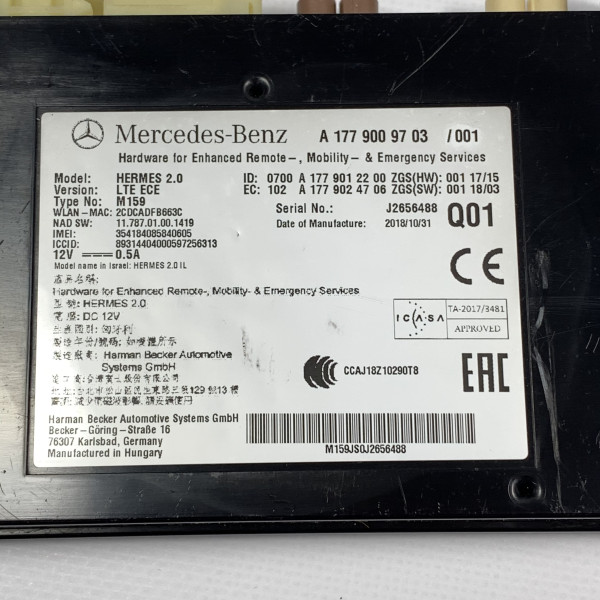 Mercedes-Benz A 177 900 97 03 /001
Hardware for Enhanced Remote-, Mobility- & Emergency Services
Model: HERMES 2.0 ID: 0700 A 177 901 22 00 ZGS(HW): 001 17/15
Version: LTE ECE EC: 102 A 177 902 47 06 ZGS(SW): 001 18/03
Type No: M159
WLAN-MAC: 2CDCADFB663C Serial No.: J2656488 Q01
NAD SW: 11.787.01.00.1419 Date of Manufacture: 2018/10/31
IMEI: 354184085840605
ICCID: 89314404000597256313
12V 0.5A
Model name in Israel: HERMES 2.0 IL
CE
Hardware for Enhanced Remote-, Mobility- & Emergency Services
型號: HERMES 2.0
DC 12V
ICASA TA-2017/3481
APPROVED
Harman Becker Automotive
Systems GmbH
CCAJ18Z10290T8
EAC
Harman Becker Automotive Systems GmbH
Becker-Göring-Straße 16
76307 Karlsbad, Germany
Manufactured in Hungary
M159JS0J2656488